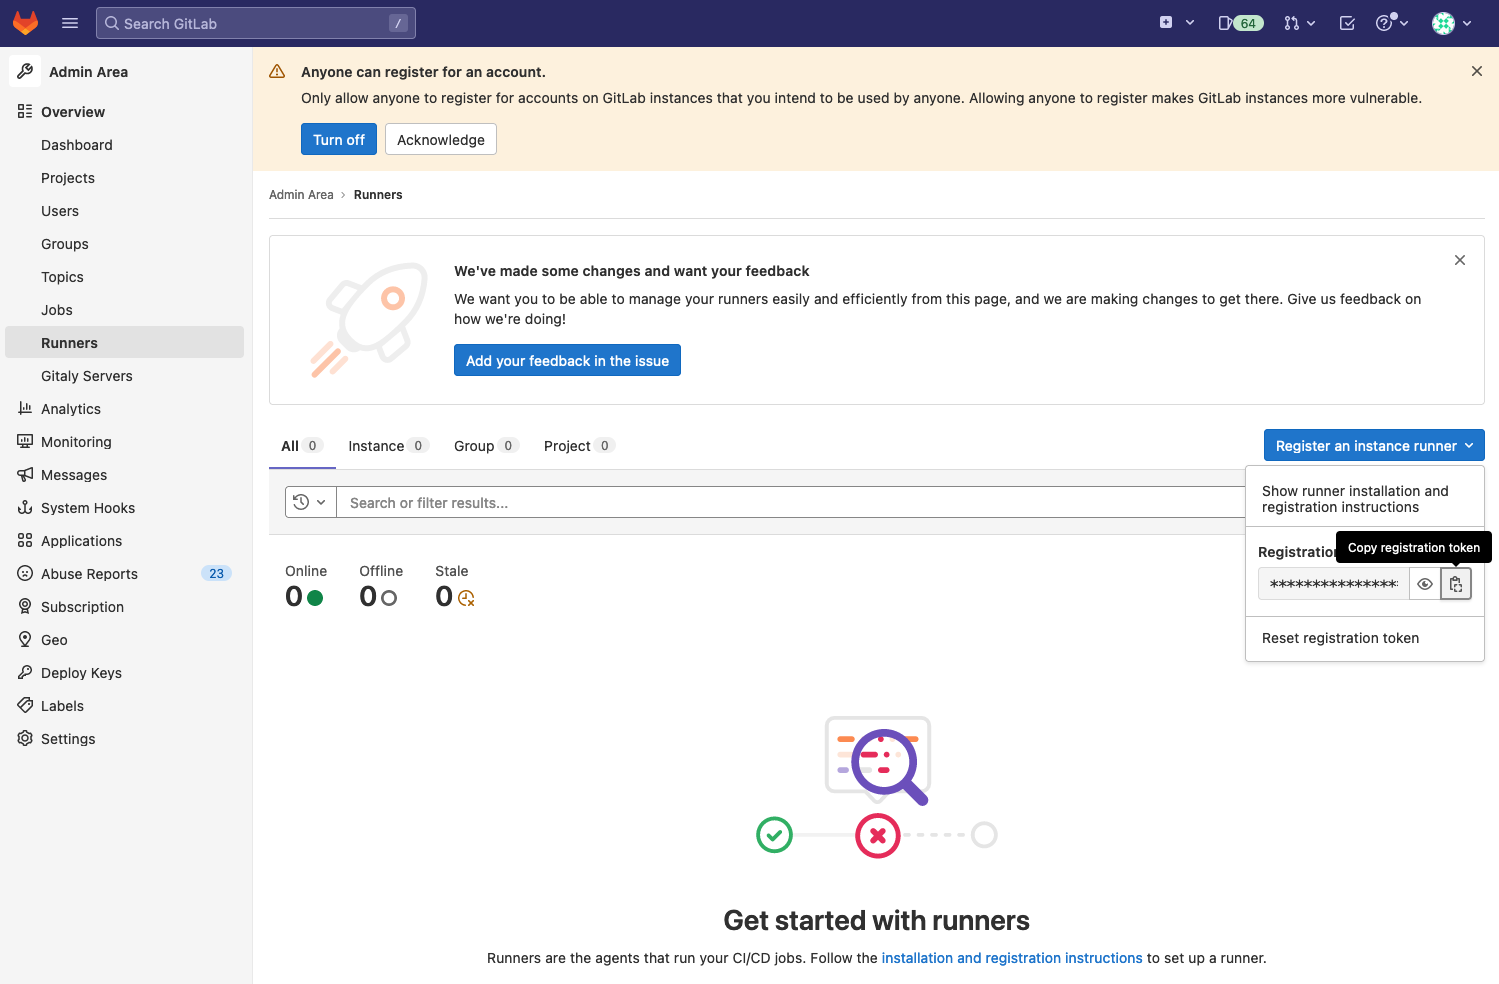 Search GitLab
/
64
Admin Area
Overview
Dashboard
Projects
Users
Groups
Topics
Jobs
Runners
Gitaly Servers
Analytics
Monitoring
Messages
System Hooks
Applications
Abuse Reports
23
Subscription
Geo
Deploy Keys
Labels
Settings
Anyone can register for an account.
Only allow anyone to register for accounts on GitLab instances that you intend to be used by anyone. Allowing anyone to register makes GitLab instances more vulnerable.
Turn off
Acknowledge
Admin Area › Runners
We've made some changes and want your feedback
We want you to be able to manage your runners easily and efficiently from this page, and we are making changes to get there. Give us feedback on
how we're doing!
Add your feedback in the issue
All 0
Instance 0
Group 0
Project 0
Register an instance runner
Show runner installation and
registration instructions
Search or filter results...
Copy registration token
Registration
***************
Reset registration token
Online
0
Offline
0
Stale
0
Get started with runners
Runners are the agents that run your CI/CD jobs. Follow the installation and registration instructions to set up a runner.